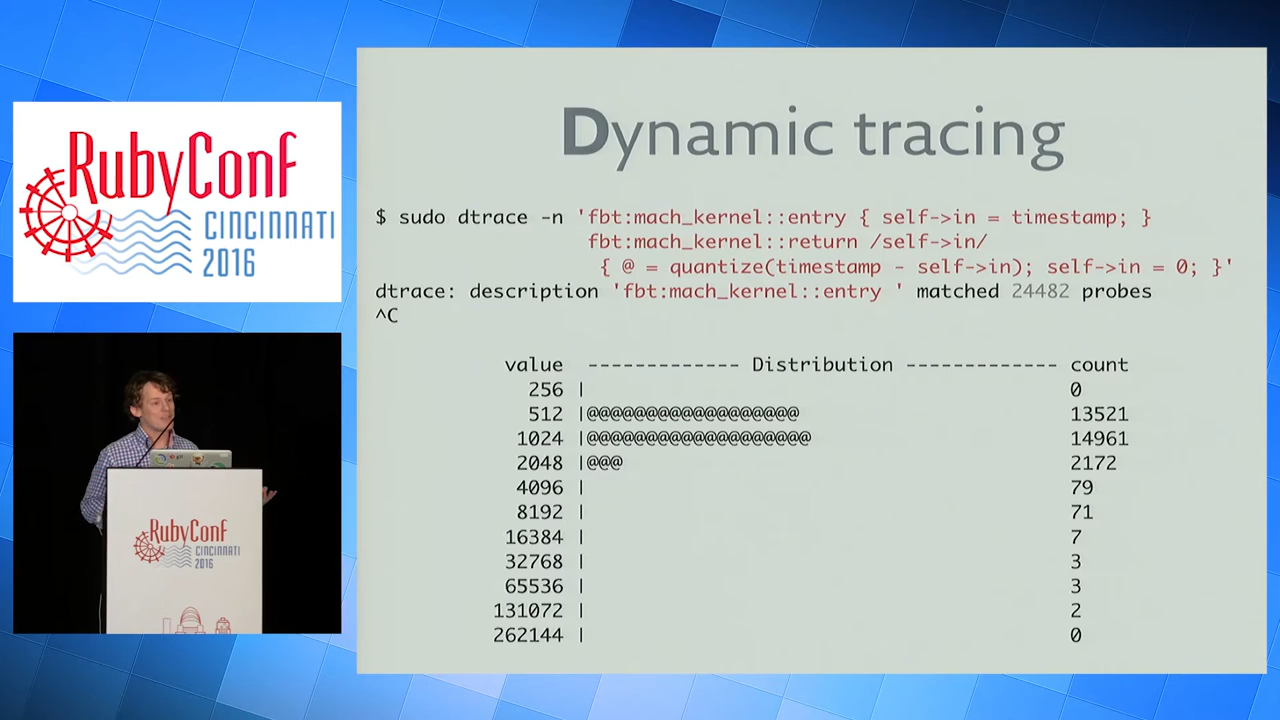 RubyConf
CINCINNATI
2016
RubyConf
CINCINNATI
2016
Dynamic tracing
$ sudo dtrace -n 'fbt:mach_kernel::entry { self->in = timestamp; }
fbt:mach_kernel::return /self->in/
{ @ = quantize(timestamp - self->in); self->in = 0; }'
dtrace: description 'fbt:mach_kernel::entry ' matched 24482 probes
^C
value ------------- Distribution ------------- count
256 | 0
512 |@@@@@@@@@@@@@@@@@@ 13521
1024 |@@@@@@@@@@@@@@@@@@@ 14961
2048 |@@@ 2172
4096 | 79
8192 | 71
16384 | 7
32768 | 3
65536 | 3
131072 | 2
262144 | 0